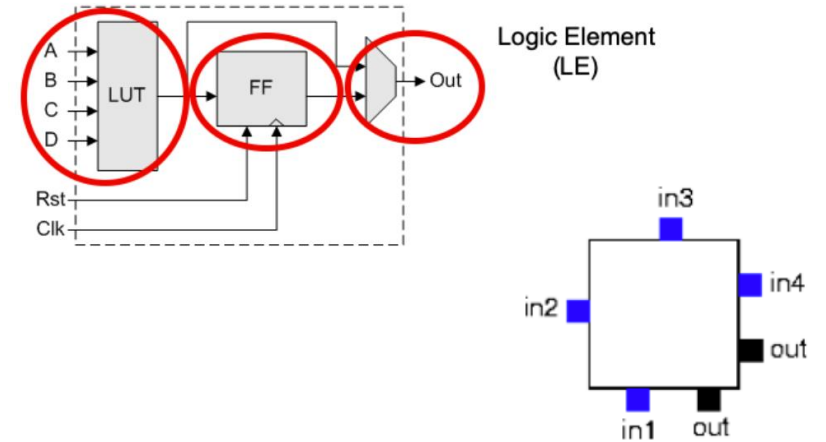 A
B
C
D
LUT
FF
Out
Rst
Clk
Logic Element
(LE)
in3
in4
in2
out
in1
out